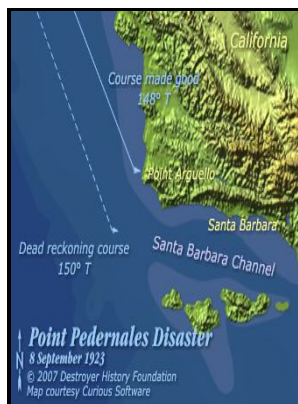 California
Course made good
148° T
Point Arguello
Santa Barbara
Dead reckoning course
150° T
Santa Barbara Channel
Point Pedernales Disaster
8 September 1923
N
© 2007 Destroyer History Foundation
Map courtesy Curious Software